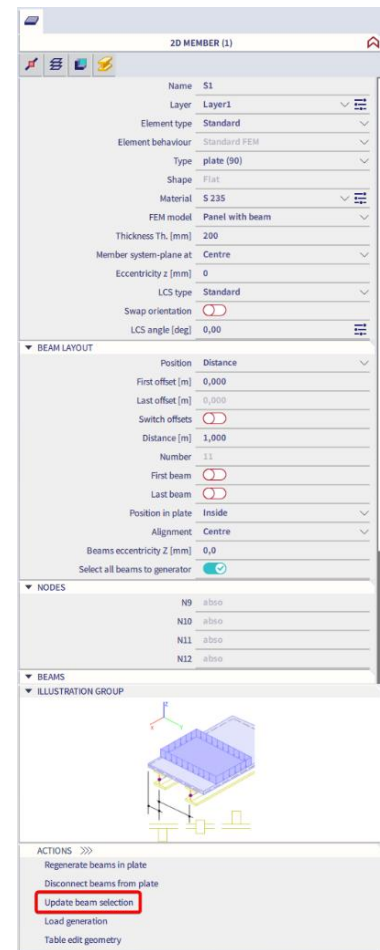 2D MEMBER (1)
Name S1
Layer Layer1
Element type Standard
Element behaviour Standard FEM
Type plate (90)
Shape Flat
Material S 235
FEM model Panel with beam
Thickness Th. [mm] 200
Member system-plane at Centre
Eccentricity z [mm] 0
LCS type Standard
Swap orientation
LCS angle [deg] 0,00
BEAM LAYOUT
Position Distance
First offset [m] 0,000
Last offset [m] 0,000
Switch offsets
Distance [m] 1,000
Number 11
First beam
Last beam
Position in plate Inside
Alignment Centre
Beams eccentricity Z [mm] 0,0
Select all beams to generator
NODES
N9 abso
N10 abso
N11 abso
N12 abso
BEAMS
ILLUSTRATION GROUP
ACTIONS >>>
Regenerate beams in plate
Disconnect beams from plate
Update beam selection
Load generation
Table edit geometry